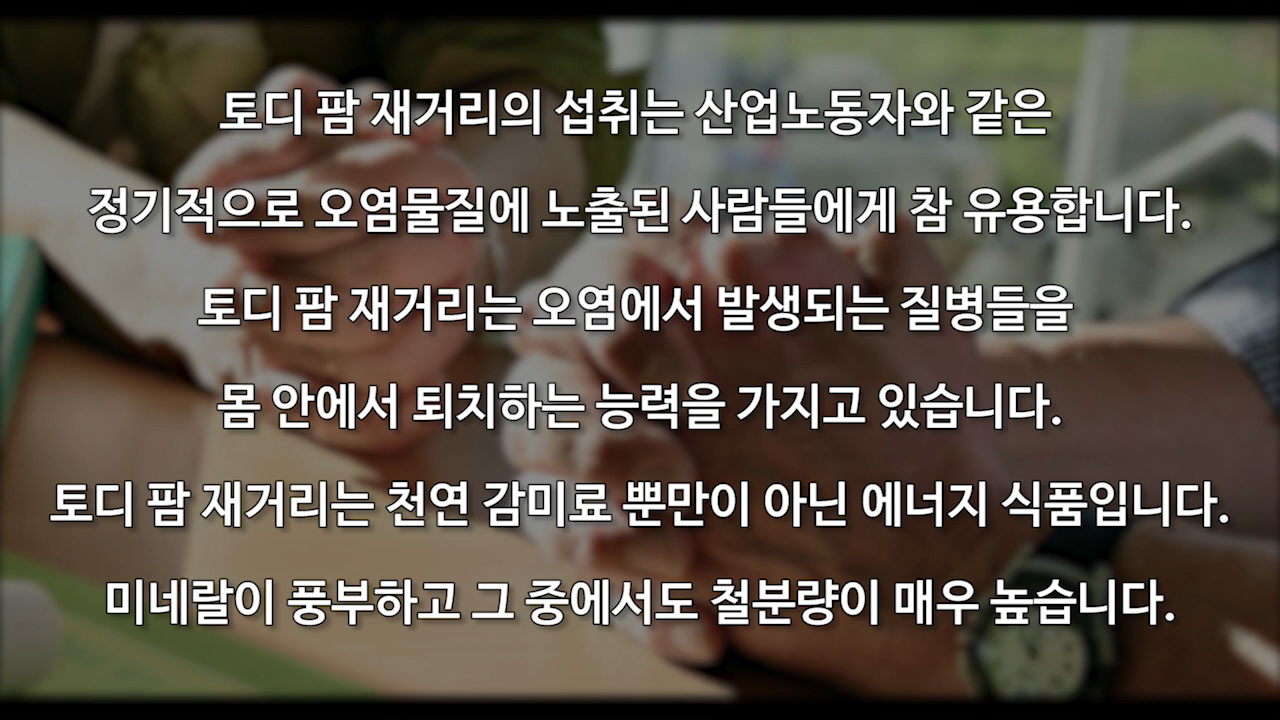 토디 팜 재거리의 섭취는 산업노동자와 같은
정기적으로 오염물질에 노출된 사람들에게 참 유용합니다.
토디 팜 재거리는 오염에서 발생되는 질병들을
몸 안에서 퇴치하는 능력을 가지고 있습니다.
토디 팜 재거리는 천연 감미료 뿐만이 아닌 에너지 식품입니다.
미네랄이 풍부하고 그 중에서도 철분량이 매우 높습니다.